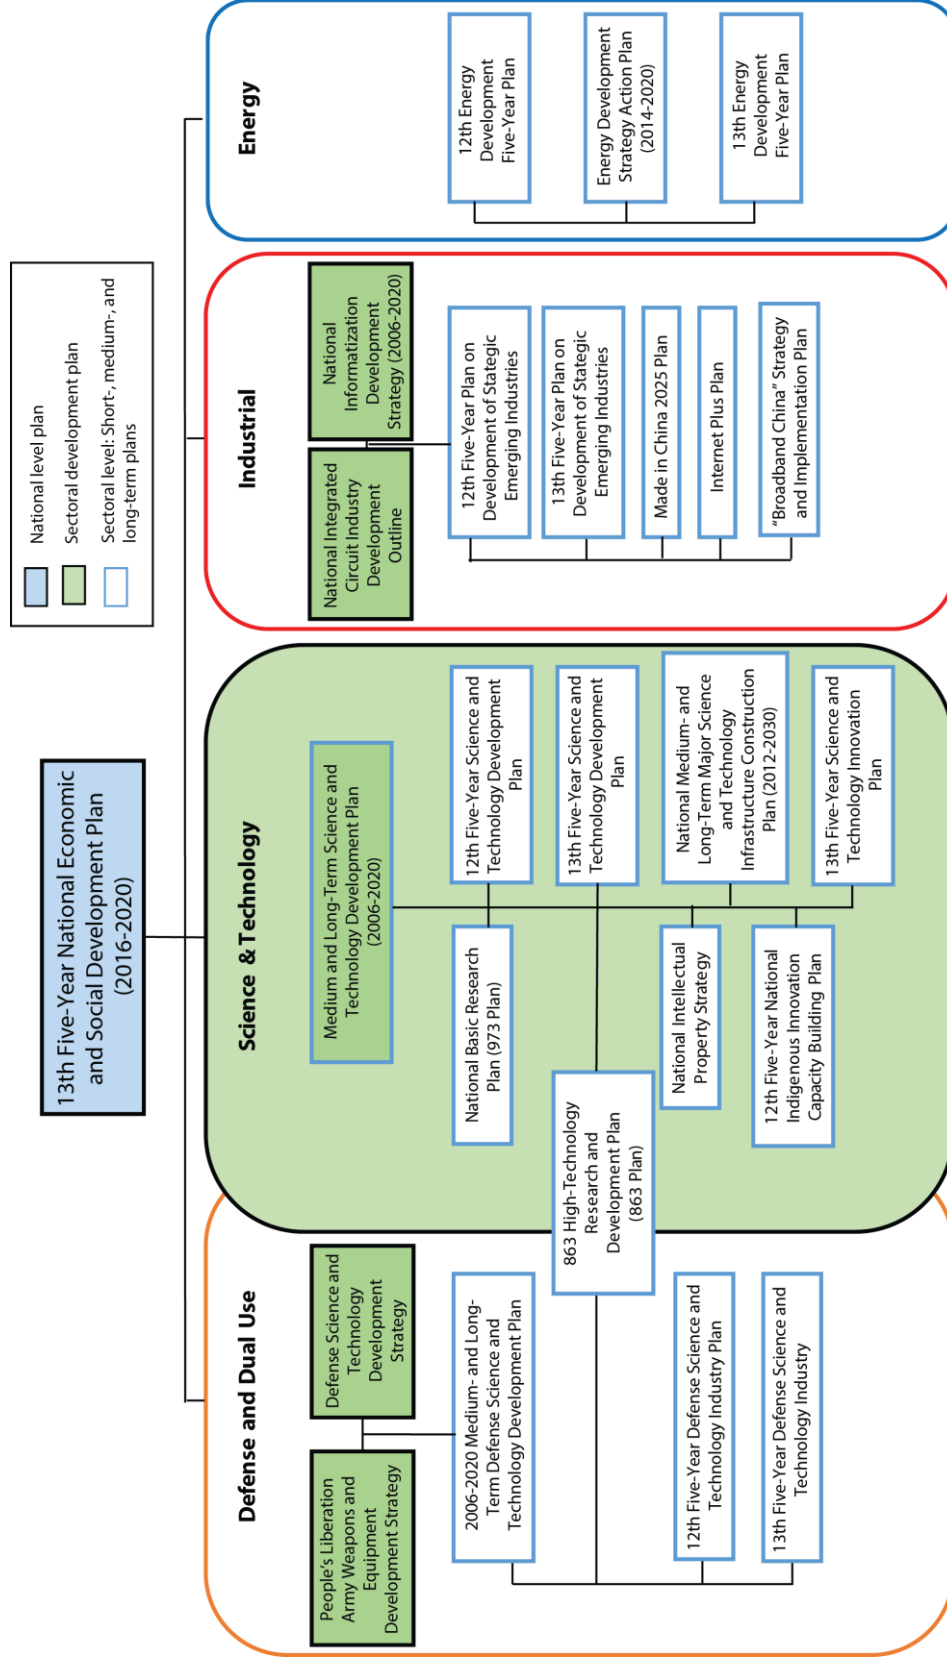 13th Five-Year National Economic
and Social Development Plan
(2016-2020)
National level plan
Sectoral development plan
Sectoral level: Short-, medium-, and
long-term plans
Defense and Dual Use
People's Liberation
Army Weapons and
Equipment
Development Strategy
Defense Science and
Technology
Development
Strategy
2006-2020 Medium- and Long-
Term Defense Science and
Technology Development Plan
863 High-Technology
Research and
Development Plan
(863 Plan)
12th Five-Year Defense Science and
Technology Industry Plan
13th Five-Year Defense Science and
Technology Industry
Science &Technology
Medium and Long-Term Science and
Technology Development Plan
(2006-2020)
National Basic Research
Plan (973 Plan)
12th Five-Year Science and
Technology Development
Plan
13th Five-Year Science and
Technology Development
Plan
National Intellectual
Property Strategy
National Medium- and
Long-Term Major Science
and Technology
Infrastructure Construction
Plan (2012-2030)
12th Five-Year National
Indigenous Innovation
Capacity Building Plan
13th Five-Year Science and
Technology Innovation
Plan
Industrial
National Integrated
Circuit Industry
Development
Outline
National
Informatization
Development
Strategy (2006-2020)
12th Five-Year Plan on
Development of Stategic
Emerging Industries
13th Five-Year Plan on
Development of Stategic
Emerging Industries
Made in China 2025 Plan
Internet Plus Plan
"Broadband China" Strategy
and Implementation Plan
Energy
12th Energy
Development
Five-Year Plan
Energy Development
Strategy Action Plan
(2014-2020)
13th Energy
Development
Five-Year Plan